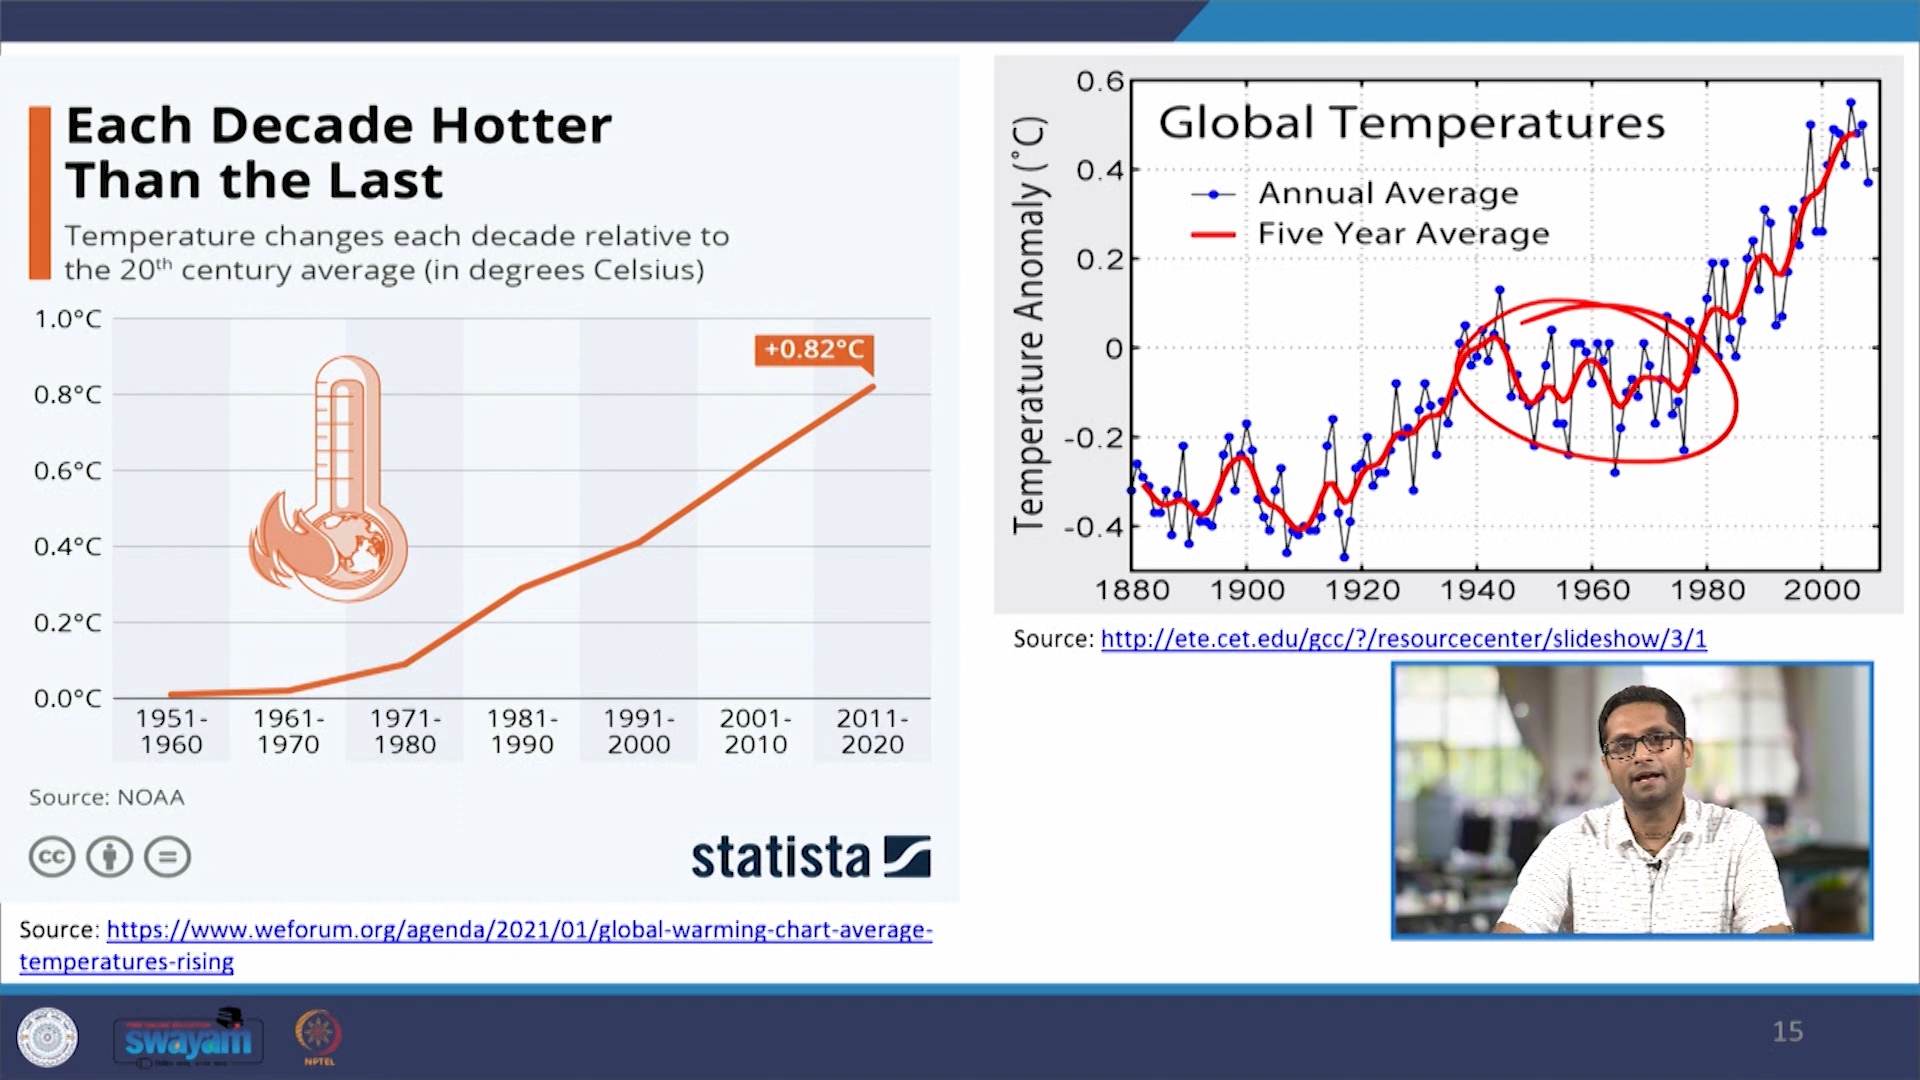 Each Decade Hotter
Than the Last
Temperature changes each decade relative to
the 20th century average (in degrees Celsius)
1.0°C
+0.82°C
0.8°C
0.6°C
0.4°C
0.2°C
0.0°C
1951-
1960
1961-
1970
1971-
1980
1981-
1990
1991-
2000
2001-
2010
2011-
2020
Source: NOAA
cc
statista
Source: https://www.weforum.org/agenda/2021/01/global-warming-chart-average-
temperatures-rising
Global Temperatures
Annual Average
Five Year Average
Temperature Anomaly (°C)
0.6
0.4
0.2
0
-0.2
-0.4
1880 1900 1920 1940 1960 1980 2000
Source: http://ete.cet.edu/gcc/?/resourcecenter/slideshow/3/1
swayam
NPTEL
15